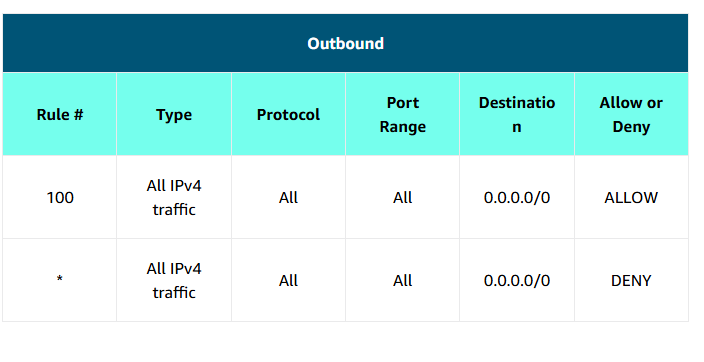 Outbound
Rule # Type Protocol Port Range Destinatio n Allow or Deny
100 All IPv4 traffic All All 0.0.0.0/0 ALLOW
* All IPv4 traffic All All 0.0.0.0/0 DENY